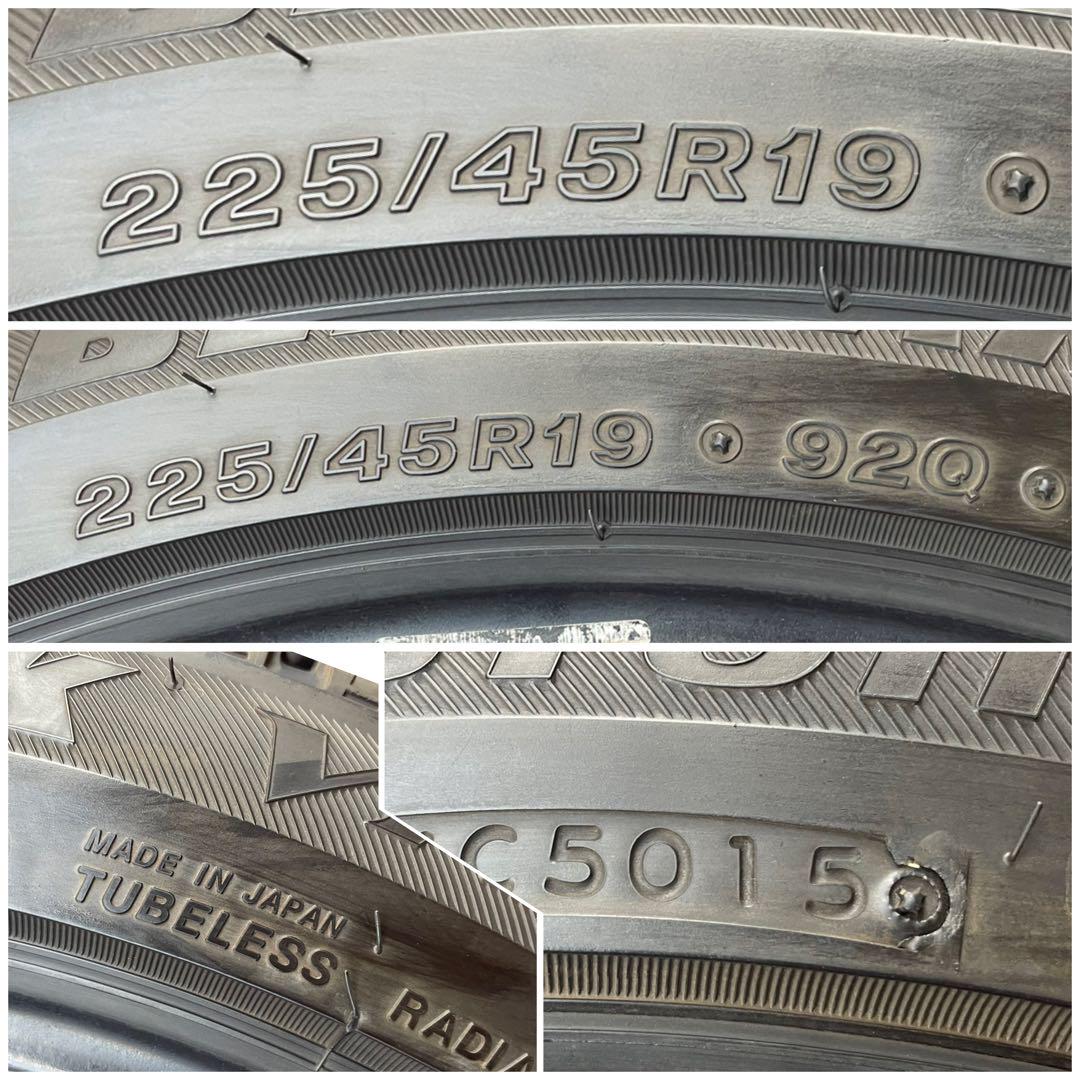 225/45R19
225/45R19 92Q
MADE IN JAPAN
TUBELESS
C5015